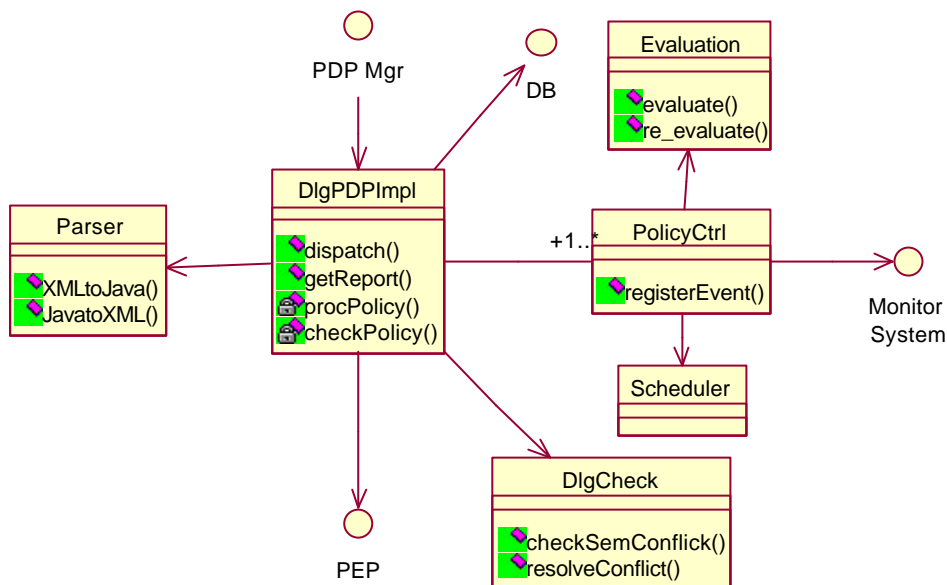 PDP Mgr
DB
Evaluation
evaluate()
re_evaluate()
DlgPDPImpl
dispatch()
getReport()
procPolicy()
checkPolicy()
Parser
XMLtoJava()
JavatoXML()
+1..*
PolicyCtrl
registerEvent()
Monitor
System
Scheduler
DlgCheck
checkSemConflick()
resolveConflict()
PEP